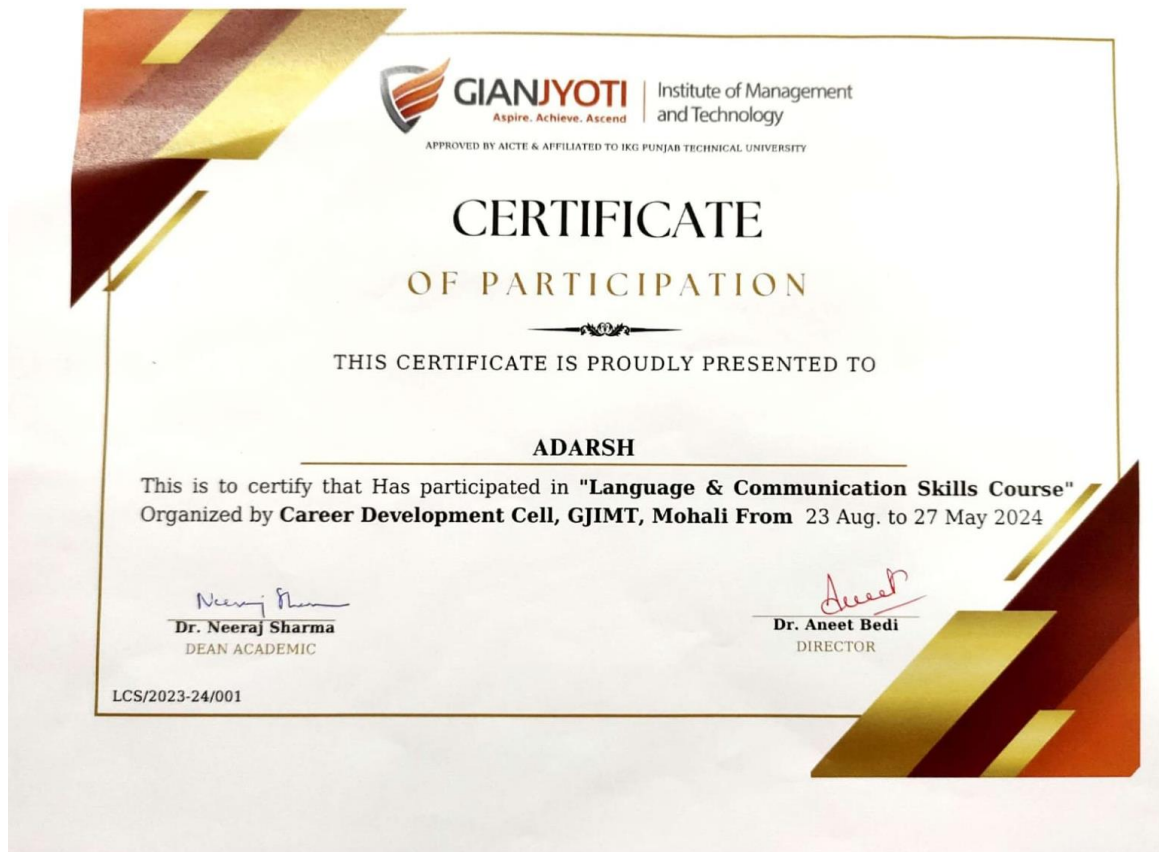 GIANJYOTI
Aspire. Achieve. Ascend
Institute of Management
and Technology
APPROVED BY AICTE & AFFILIATED TO IKG PUNJAB TECHNICAL UNIVERSITY
CERTIFICATE
OF PARTICIPATION
THIS CERTIFICATE IS PROUDLY PRESENTED TO
ADARSH
This is to certify that Has participated in "Language & Communication Skills Course"
Organized by Career Development Cell, GJIMT, Mohali From 23 Aug. to 27 May 2024
Neeraj Sharma
Aneet
Dr. Neeraj Sharma
DEAN ACADEMIC
Dr. Aneet Bedi
DIRECTOR
LCS/2023-24/001